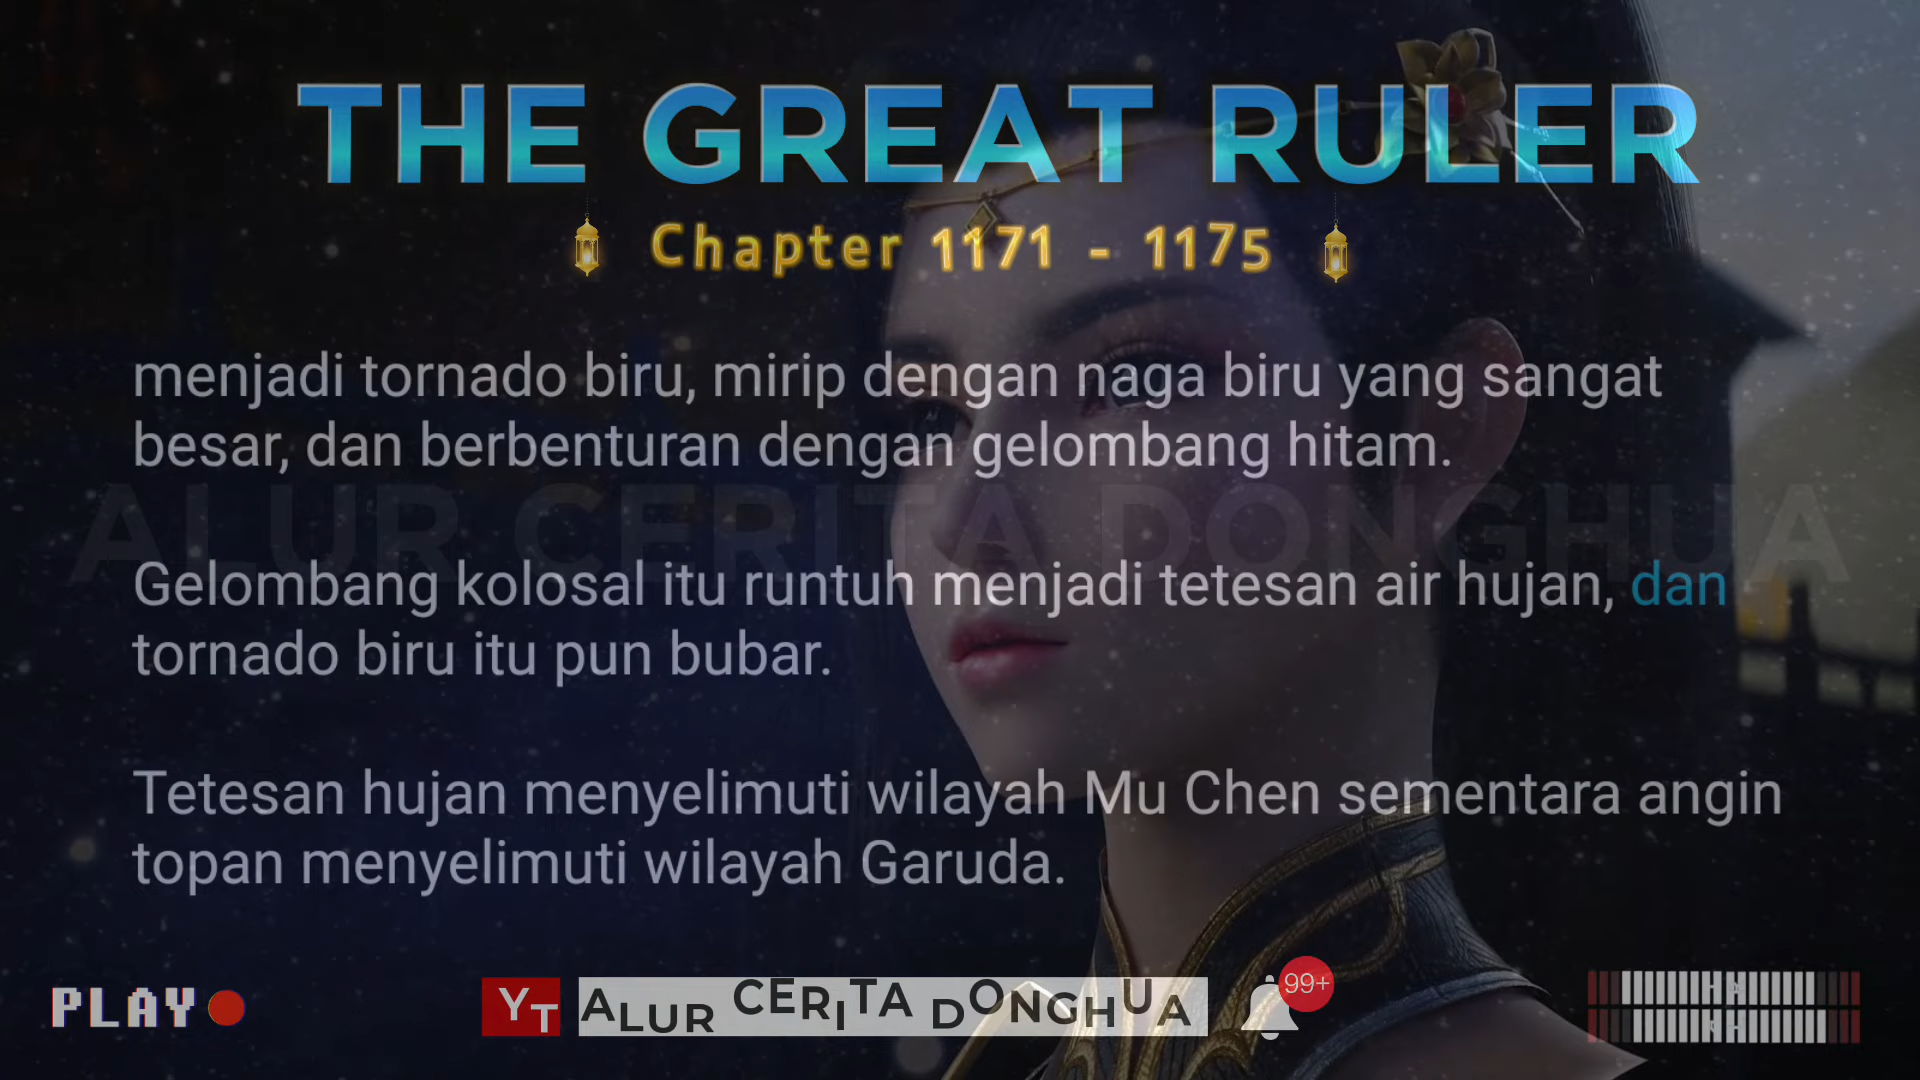 THE GREAT RULER
Chapter 1171 - 1175
menjadi tornado biru, mirip dengan naga biru yang sangat
besar, dan berbenturan dengan gelombang hitam.
ALUR CERITA DONGHUA
Gelombang kolosal itu runtuh menjadi tetesan air hujan, dan
tornado biru itu pun bubar.
Tetesan hujan menyelimuti wilayah Mu Chen sementara angin
topan menyelimuti wilayah Garuda.
PLAY
YT ALUR CERITA DONGHUA
99+